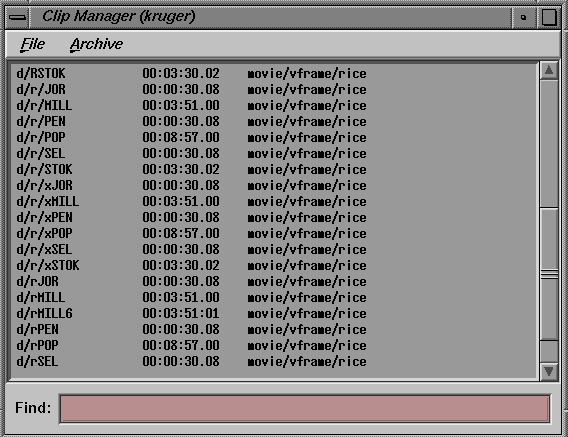 Clip Manager (kruger)
File Archive
d/RSTOK 00:03:30.02 movie/vframe/rice
d/r/JOR 00:00:30.08 movie/vframe/rice
d/r/MILL 00:03:51.00 movie/vframe/rice
d/r/PEN 00:00:30.08 movie/vframe/rice
d/r/POP 00:08:57.00 movie/vframe/rice
d/r/SEL 00:00:30.08 movie/vframe/rice
d/r/STOK 00:03:30.02 movie/vframe/rice
d/r/xJOR 00:00:30.08 movie/vframe/rice
d/r/xMILL 00:03:51.00 movie/vframe/rice
d/r/xPEN 00:00:30.08 movie/vframe/rice
d/r/xPOP 00:08:57.00 movie/vframe/rice
d/r/xSEL 00:00:30.08 movie/vframe/rice
d/r/xSTOK 00:03:30.02 movie/vframe/rice
d/rJOR 00:00:30.08 movie/vframe/rice
d/rMILL 00:03:51.00 movie/vframe/rice
d/rMILL6 00:03:51:01 movie/vframe/rice
d/rPEN 00:00:30.08 movie/vframe/rice
d/rPOP 00:08:57.00 movie/vframe/rice
d/rSEL 00:00:30.08 movie/vframe/rice
Find: